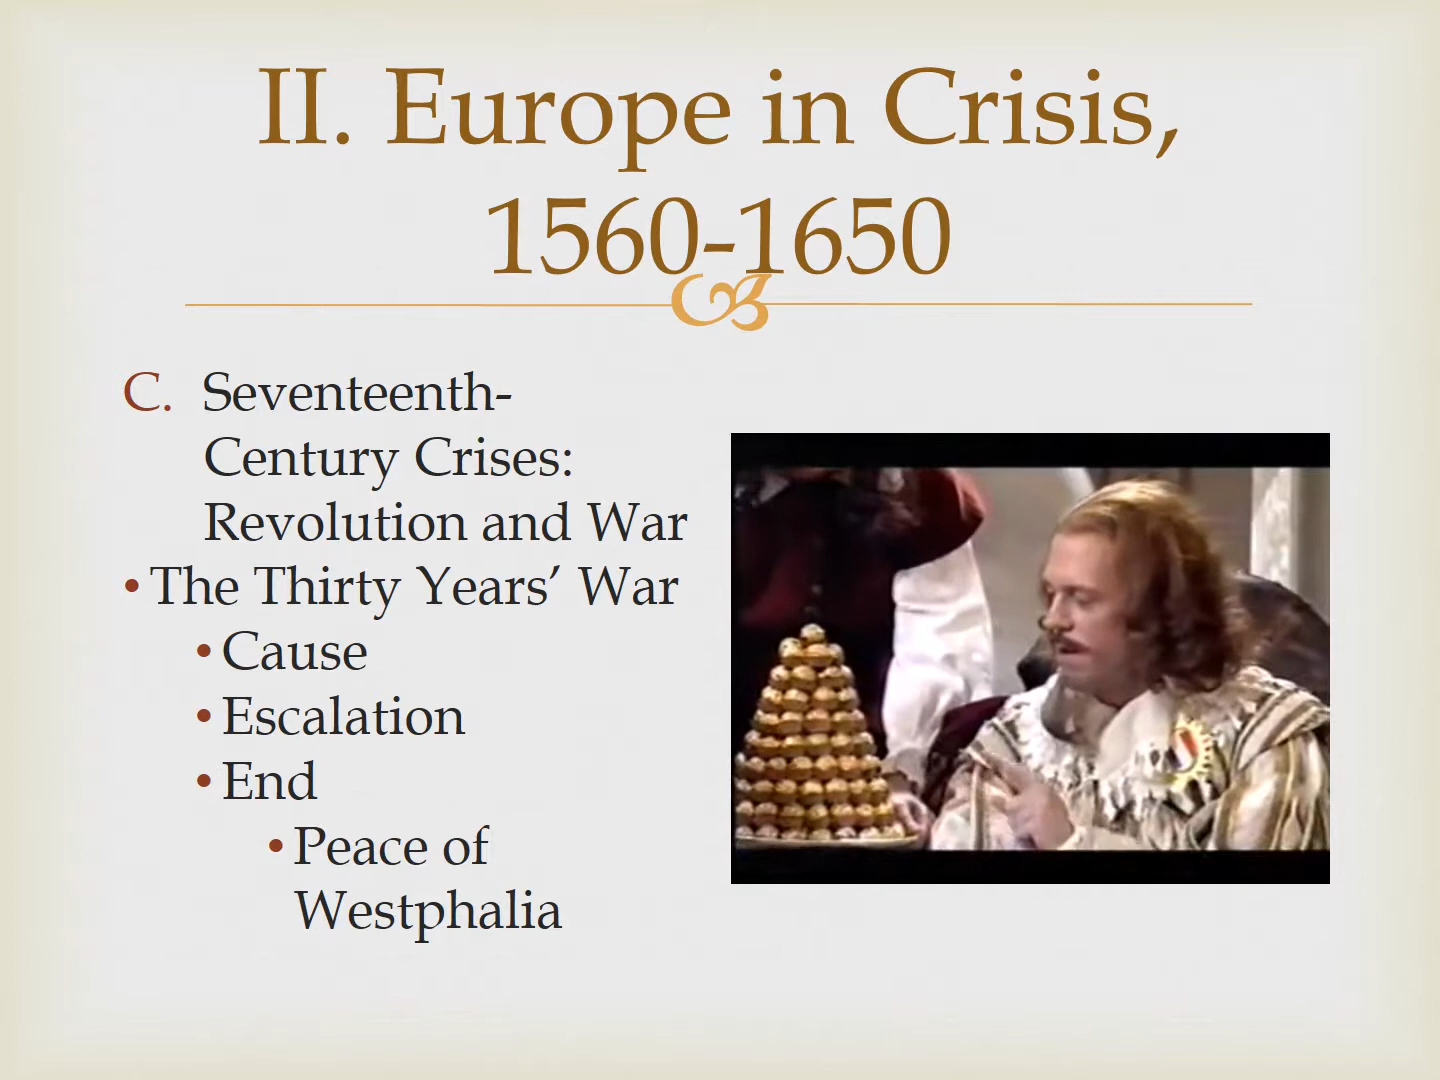 II. Europe in Crisis,
1560-1650
C. Seventeenth-
Century Crises:
Revolution and War
• The Thirty Years’ War
• Cause
• Escalation
• End
• Peace of
Westphalia